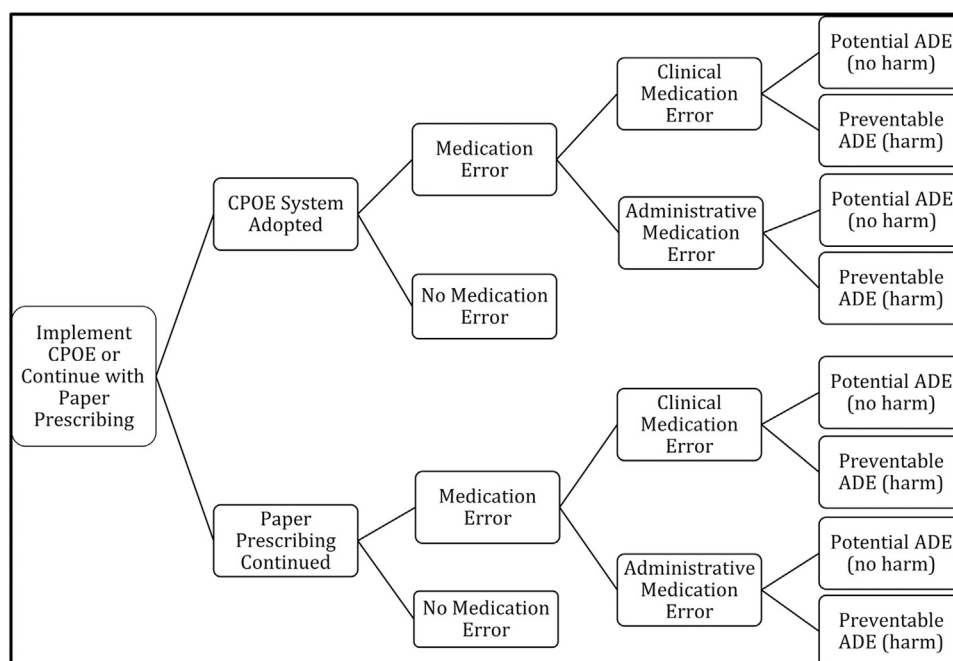 Implement
CPOE or
Continue with
Paper
Prescribing
CPOE System
Adopted
Medication
Error
Clinical
Medication
Error
Potential ADE
(no harm)
Preventable
ADE (harm)
Administrative
Medication
Error
Potential ADE
(no harm)
Preventable
ADE (harm)
No Medication
Error
Paper
Prescribing
Continued
Medication
Error
Clinical
Medication
Error
Potential ADE
(no harm)
Preventable
ADE (harm)
Administrative
Medication
Error
Potential ADE
(no harm)
Preventable
ADE (harm)
No Medication
Error